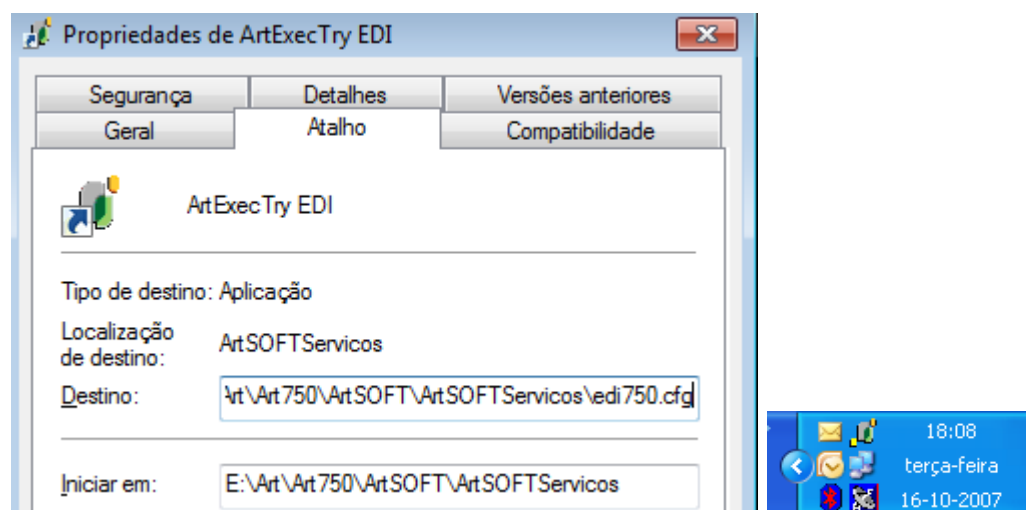 Propriedades de ArtExecTry EDI
Segurança Detalhes Versões anteriores
Geral Atalho Compatibilidade
ArtExecTry EDI
Tipo de destino: Aplicação
Localização
de destino: ArtSOFTServicos
Destino: \Art750\ArtSOFT\ArtSOFTServicos\edi750.cfg
Iniciar em: E:\Art\Art750\ArtSOFT\ArtSOFTServicos
18:08
terça-feira
16-10-2007